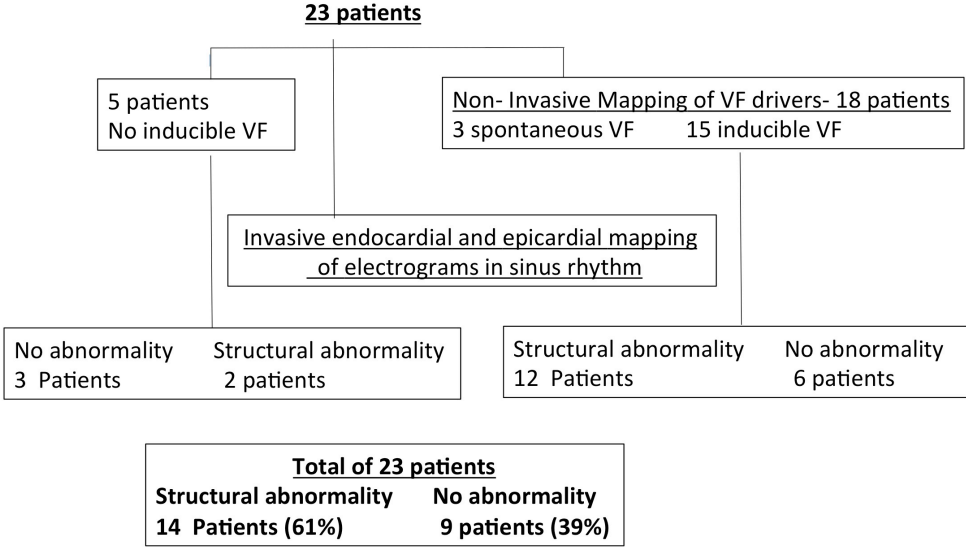 23 patients
5 patients
No inducible VF
Non- Invasive Mapping of VF drivers- 18 patients
3 spontaneous VF 15 inducible VF
Invasive endocardial and epicardial mapping
of electrograms in sinus rhythm
No abnormality Structural abnormality
3 Patients 2 patients
Structural abnormality No abnormality
12 Patients 6 patients
Total of 23 patients
Structural abnormality No abnormality
14 Patients (61%) 9 patients (39%)